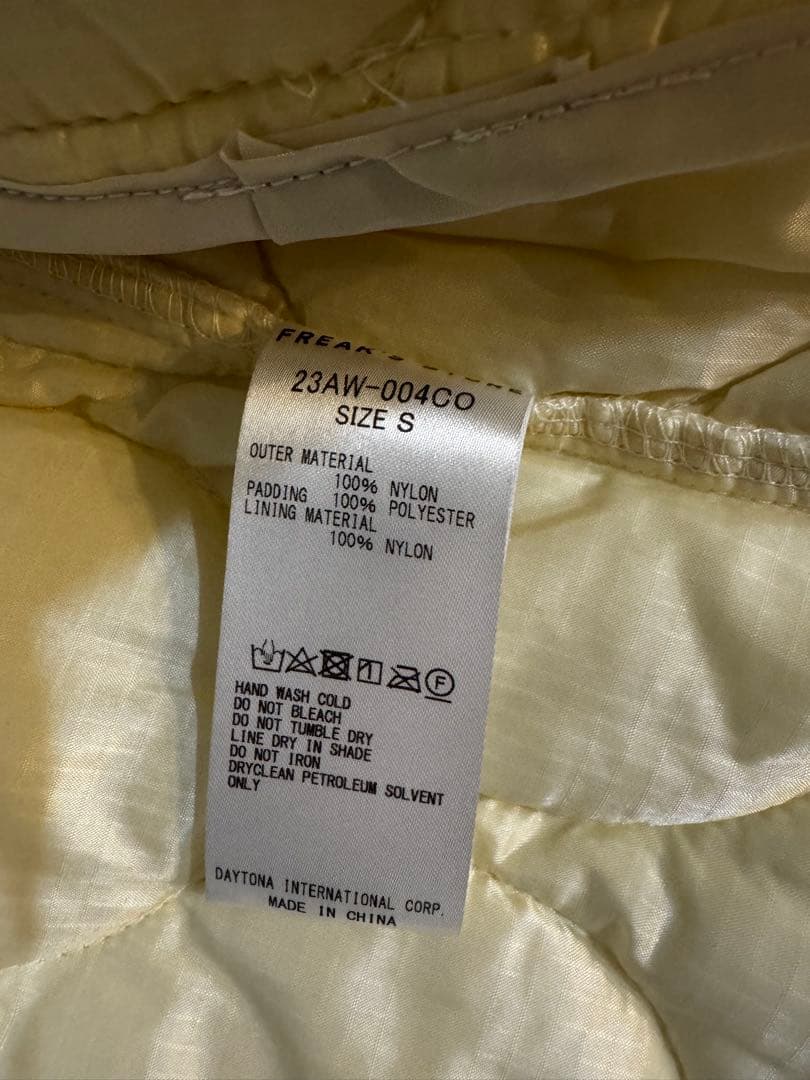 FREAK'S STORE
23AW-004CO
SIZE S
OUTER MATERIAL
100% NYLON
PADDING 100% POLYESTER
LINING MATERIAL
100% NYLON
HAND WASH COLD
DO NOT BLEACH
DO NOT TUMBLE DRY
LINE DRY IN SHADE
DO NOT IRON
DRYCLEAN PETROLEUM SOLVENT
ONLY
DAYTONA INTERNATIONAL CORP.
MADE IN CHINA